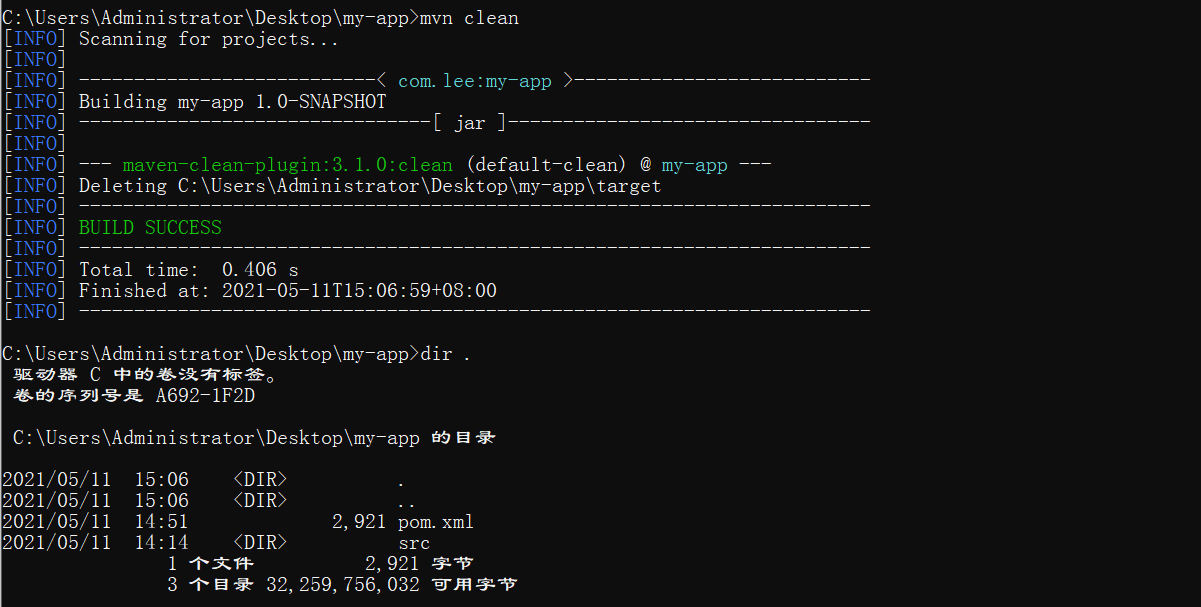 C:\Users\Administrator\Desktop\my-app>mvn clean
[INFO] Scanning for projects...
[INFO]
[INFO] ---------------------------< com.lee:my-app >---------------------------
[INFO] Building my-app 1.0-SNAPSHOT
[INFO] --------------------------------[ jar ]---------------------------------
[INFO]
[INFO] --- maven-clean-plugin:3.1.0:clean (default-clean) @ my-app ---
[INFO] Deleting C:\Users\Administrator\Desktop\my-app\target
[INFO] ------------------------------------------------------------------------
[INFO] BUILD SUCCESS
[INFO] ------------------------------------------------------------------------
[INFO] Total time:  0.406 s
[INFO] Finished at: 2021-05-11T15:06:59+08:00
[INFO] ------------------------------------------------------------------------
C:\Users\Administrator\Desktop\my-app>dir .
驱动器 C 中的卷没有标签。
卷的序列号是 A692-1F2D
C:\Users\Administrator\Desktop\my-app 的目录
2021/05/11  15:06    <DIR>          .
2021/05/11  15:06    <DIR>          ..
2021/05/11  14:51             2,921 pom.xml
2021/05/11  14:14    <DIR>          src
1 个文件          2,921 字节
3 个目录 32,259,756,032 可用字节